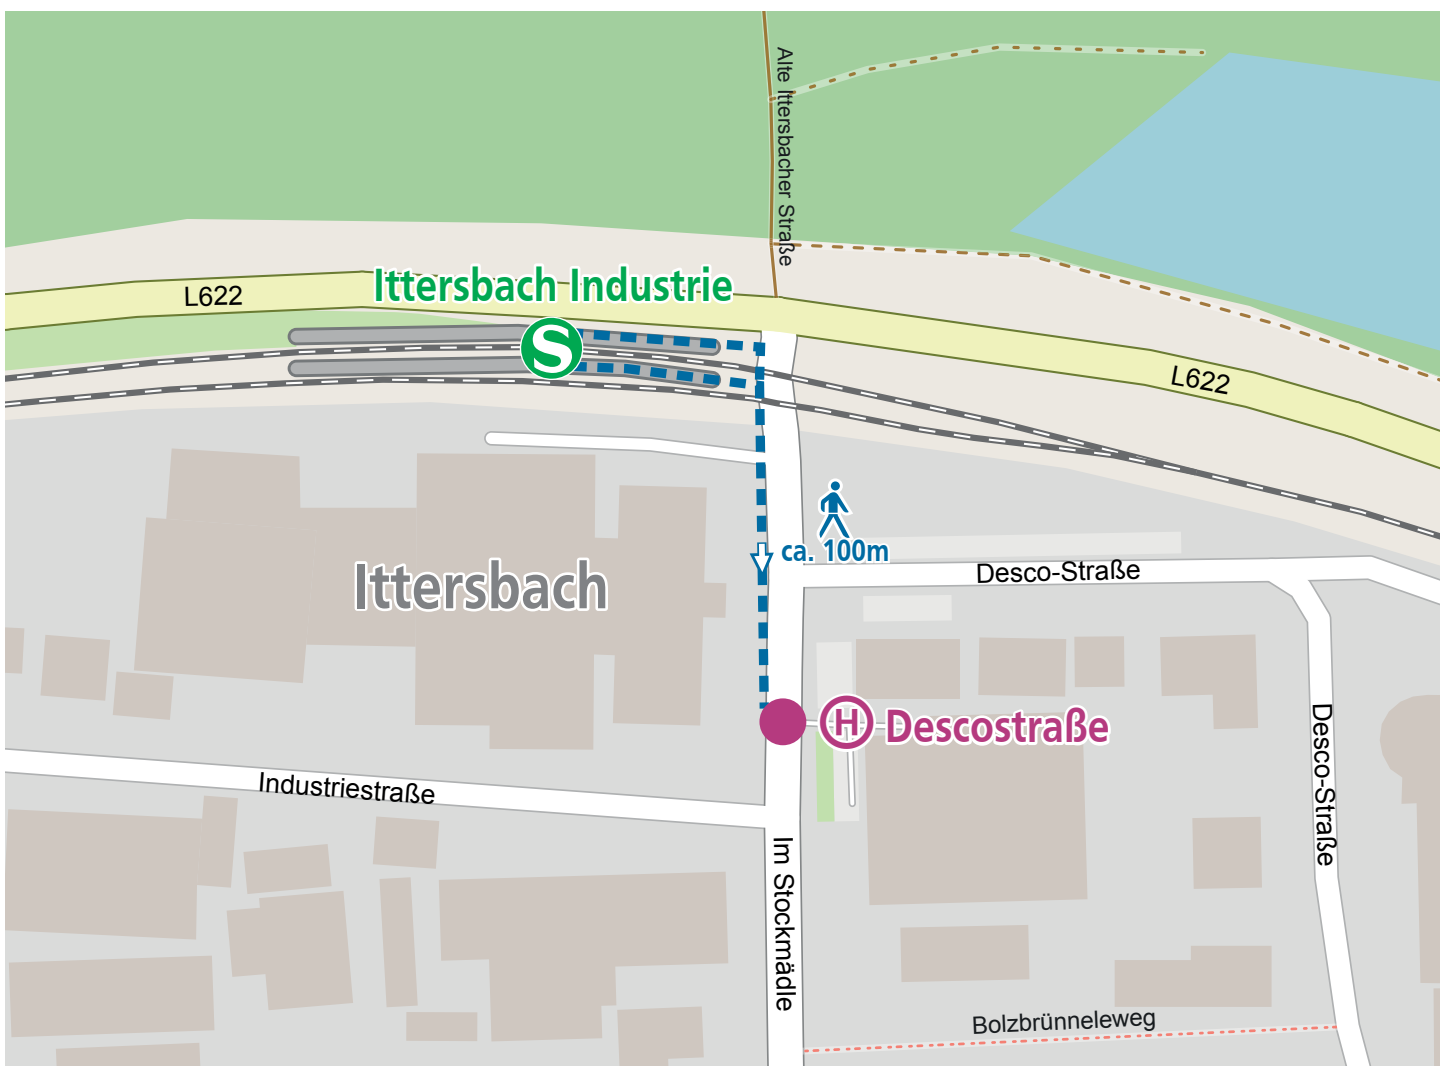 Alte Ittersbacher Straße
L622
Ittersbach Industrie
S
L622
ca. 100m
Desco-Straße
Ittersbach
H Descostraße
Desco-Straße
Industriestraße
Im Stockmädle
Bolzbrünneleweg